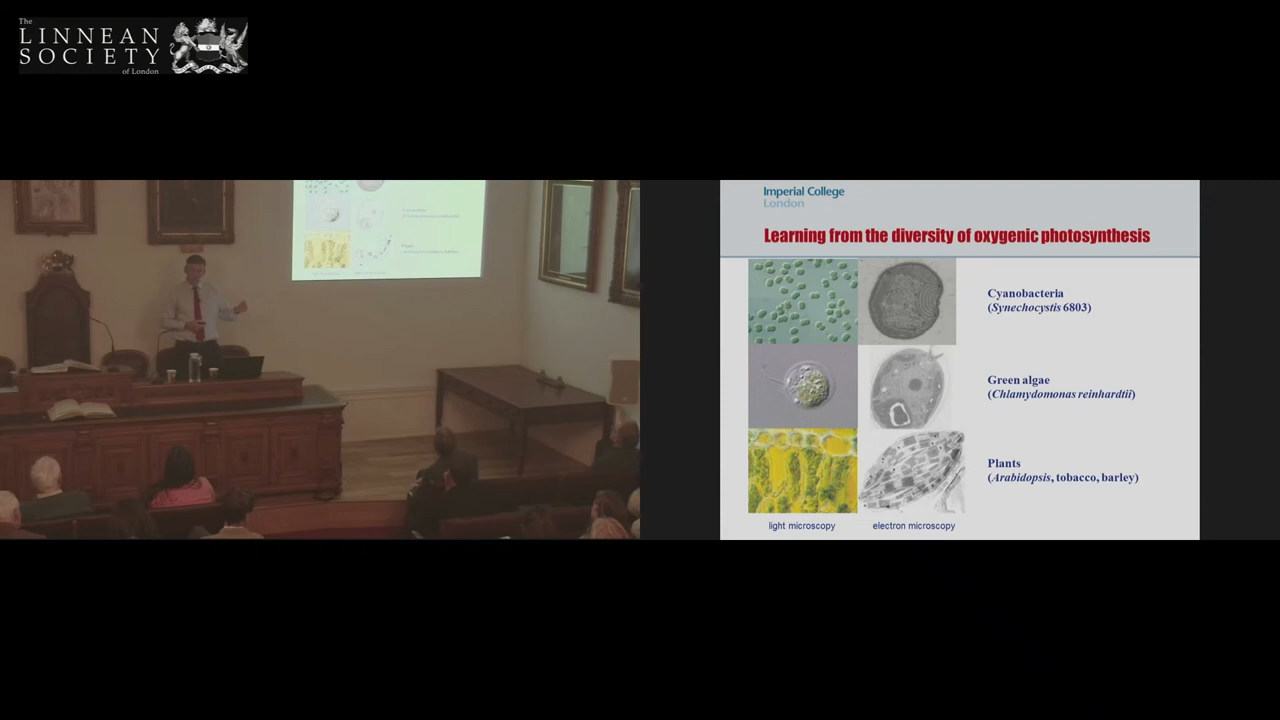 The
LINNEAN
SOCIETY
of London
Imperial College
London
Learning from the diversity of oxygenic photosynthesis
Cyanobacteria
(Synechocystis 6803)
Green algae
(Chlamydomonas reinhardtii)
Plants
(Arabidopsis, tobacco, barley)
light microscopy
electron microscopy